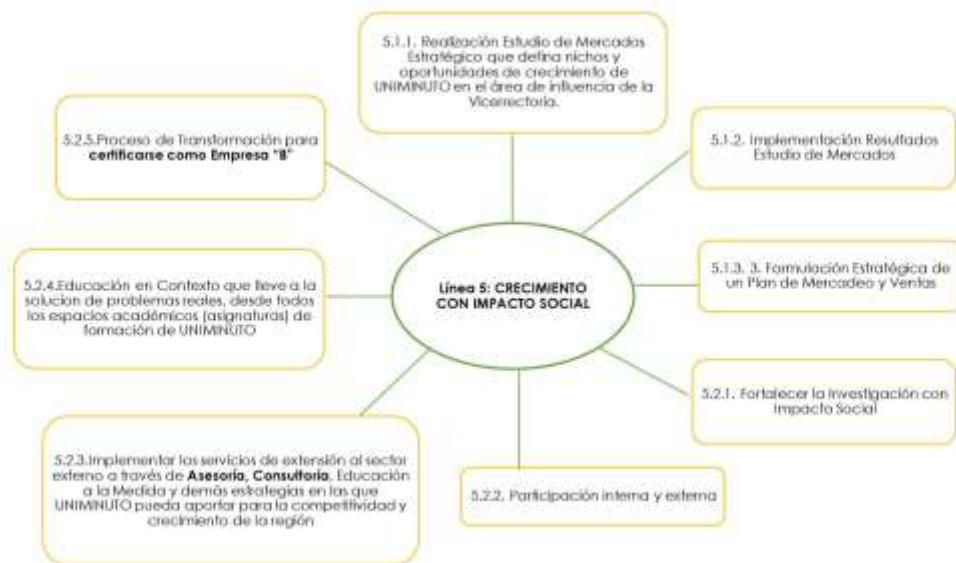 5.1.1. Realización Estudio de Mercados
Estratégico que defina nichos y
oportunidades de crecimiento de
UNIMINUTO en el área de influencia de la
Vicerrectoría.
5.1.2. Implementación Resultados
Estudio de Mercados
5.1.3. 3. Formulación Estratégica de
un Plan de Mercadeo y Ventas
5.2.1. Fortalecer la Investigación con
Impacto Social
5.2.2. Participación interna y externa
5.2.3.Implementar los servicios de extensión al sector
externo a través de Asesoría, Consultoría, Educación
a la Medida y demás estrategias en las que
UNIMINUTO pueda aportar para la competitividad y
crecimiento de la región
5.2.4.Educación en Contexto que lleve a la
solucion de problemas reales, desde todos
los espacios académicos (asignaturas) de
formación de UNIMINUTO
5.2.5.Proceso de Transformación para
certificarse como Empresa "B"
Línea 5: CRECIMIENTO
CON IMPACTO SOCIAL